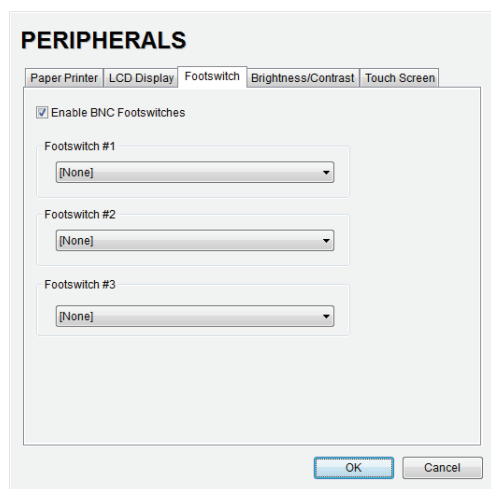 PERIPHERALS
Paper Printer LCD Display Footswitch Brightness/Contrast Touch Screen
Enable BNC Footswitches
Footswitch #1
[None]
Footswitch #2
[None]
Footswitch #3
[None]
OK Cancel